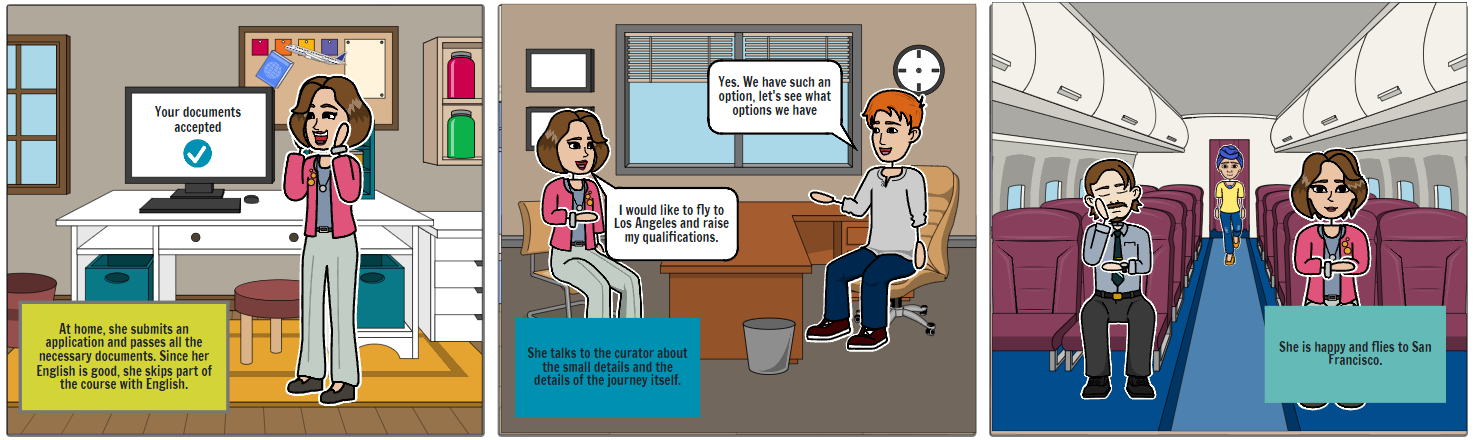 Your documents
accepted
At home, she submits an
application and passes all the
necessary documents. Since her
English is good, she skips part of
the course with English.
Yes. We have such an
option, let's see what
options we have
I would like to fly to
Los Angeles and raise
my qualifications.
She talks to the curator about
the small details and the
details of the journey itself.
She is happy and flies to San
Francisco.